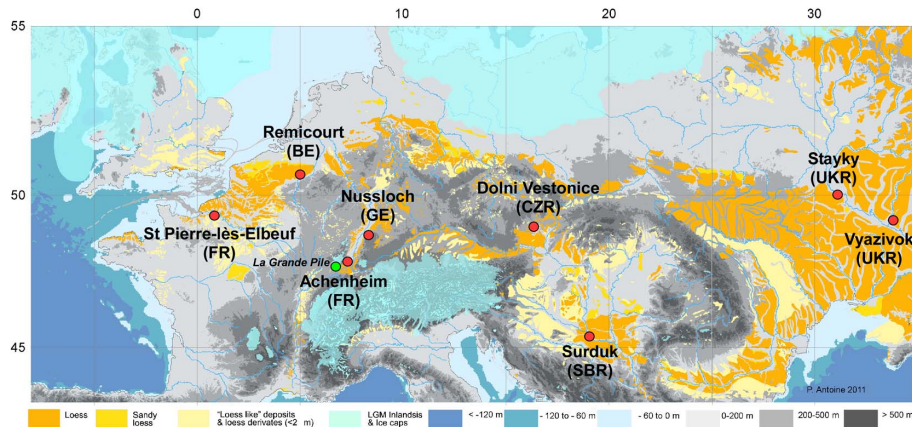 0 10 20 30
55
50
45
Remicourt
(BE)
Stayky
(UKR)
Nussloch
(GE)
Dolni Vestonice
(CZR)
St Pierre-lès-Elbeuf
(FR)
Vyazivok
(UKR)
La Grande Pile
Achenheim
(FR)
Surduk
(SBR)
P. Antoine 2011
Loess
Sandy
loess
"Loess like" deposits
& loess derivates (<2 m)
LGM Inlandsis
& Ice caps
< -120 m
- 120 to - 60 m
- 60 to 0 m
0-200 m
200-500 m
> 500 m